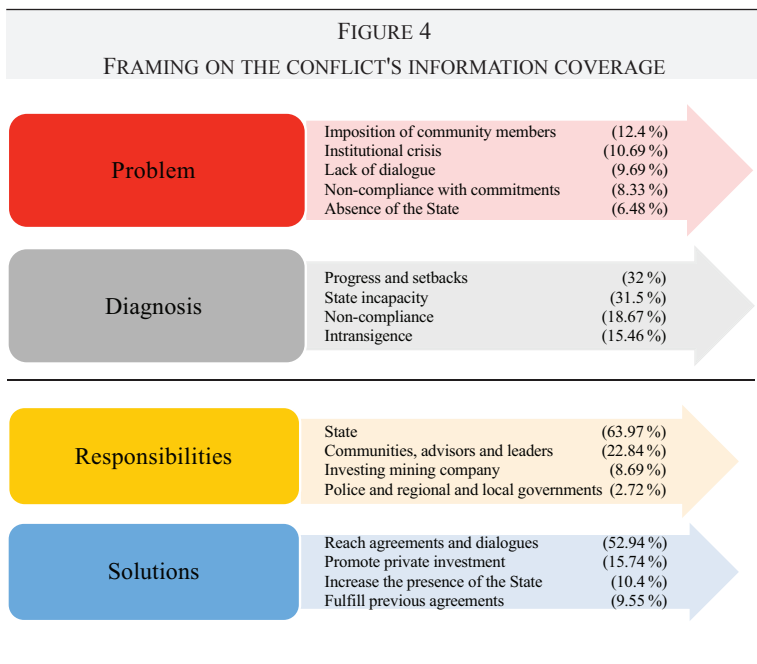 FIGURE 4
FRAMING ON THE CONFLICT'S INFORMATION COVERAGE
Problem
Imposition of community members (12.4 %)
Institutional crisis (10.69 %)
Lack of dialogue (9.69 %)
Non-compliance with commitments (8.33 %)
Absence of the State (6.48 %)
Diagnosis
Progress and setbacks (32 %)
State incapacity (31.5 %)
Non-compliance (18.67 %)
Intransigence (15.46 %)
Responsibilities
State (63.97 %)
Communities, advisors and leaders (22.84 %)
Investing mining company (8.69 %)
Police and regional and local governments (2.72 %)
Solutions
Reach agreements and dialogues (52.94 %)
Promote private investment (15.74 %)
Increase the presence of the State (10.4 %)
Fulfill previous agreements (9.55 %)